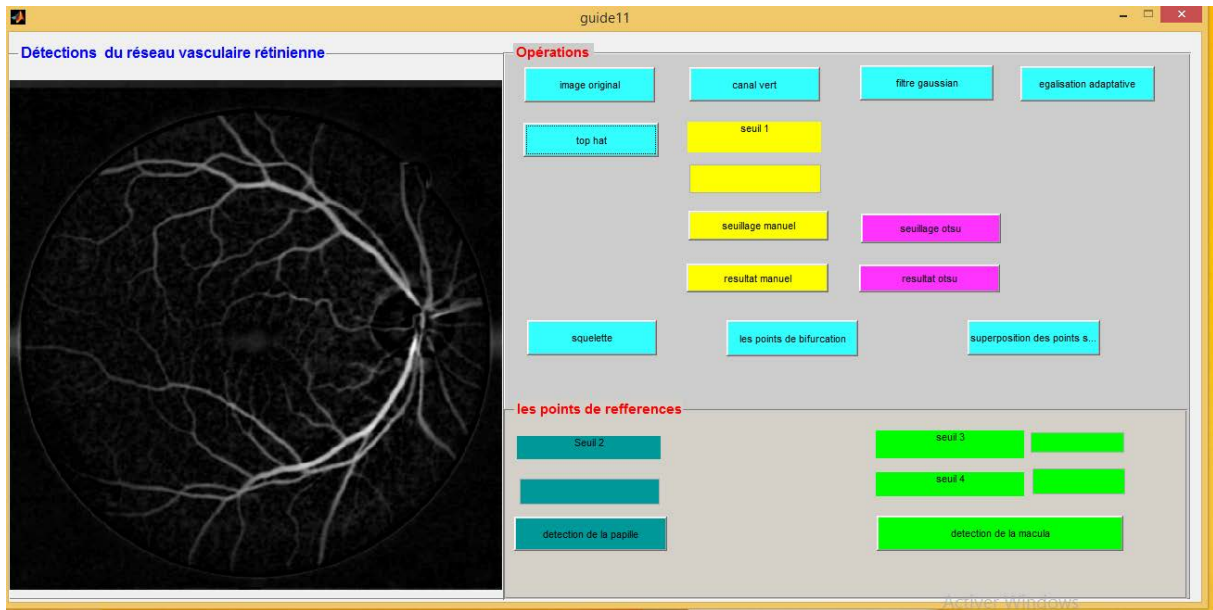 guide11
Détections du réseau vasculaire rétinienne
Opérations
image original
canal vert
filtre gaussian
egalisation adaptative
top hat
seuil 1
seuillage manuel
seuillage otsu
resultat manuel
resultat otsu
squelette
les points de bifurcation
superposition des points s...
les points de refferences
Seuil 2
seuil 3
seuil 4
detection de la papille
detection de la macula
Activer Windows